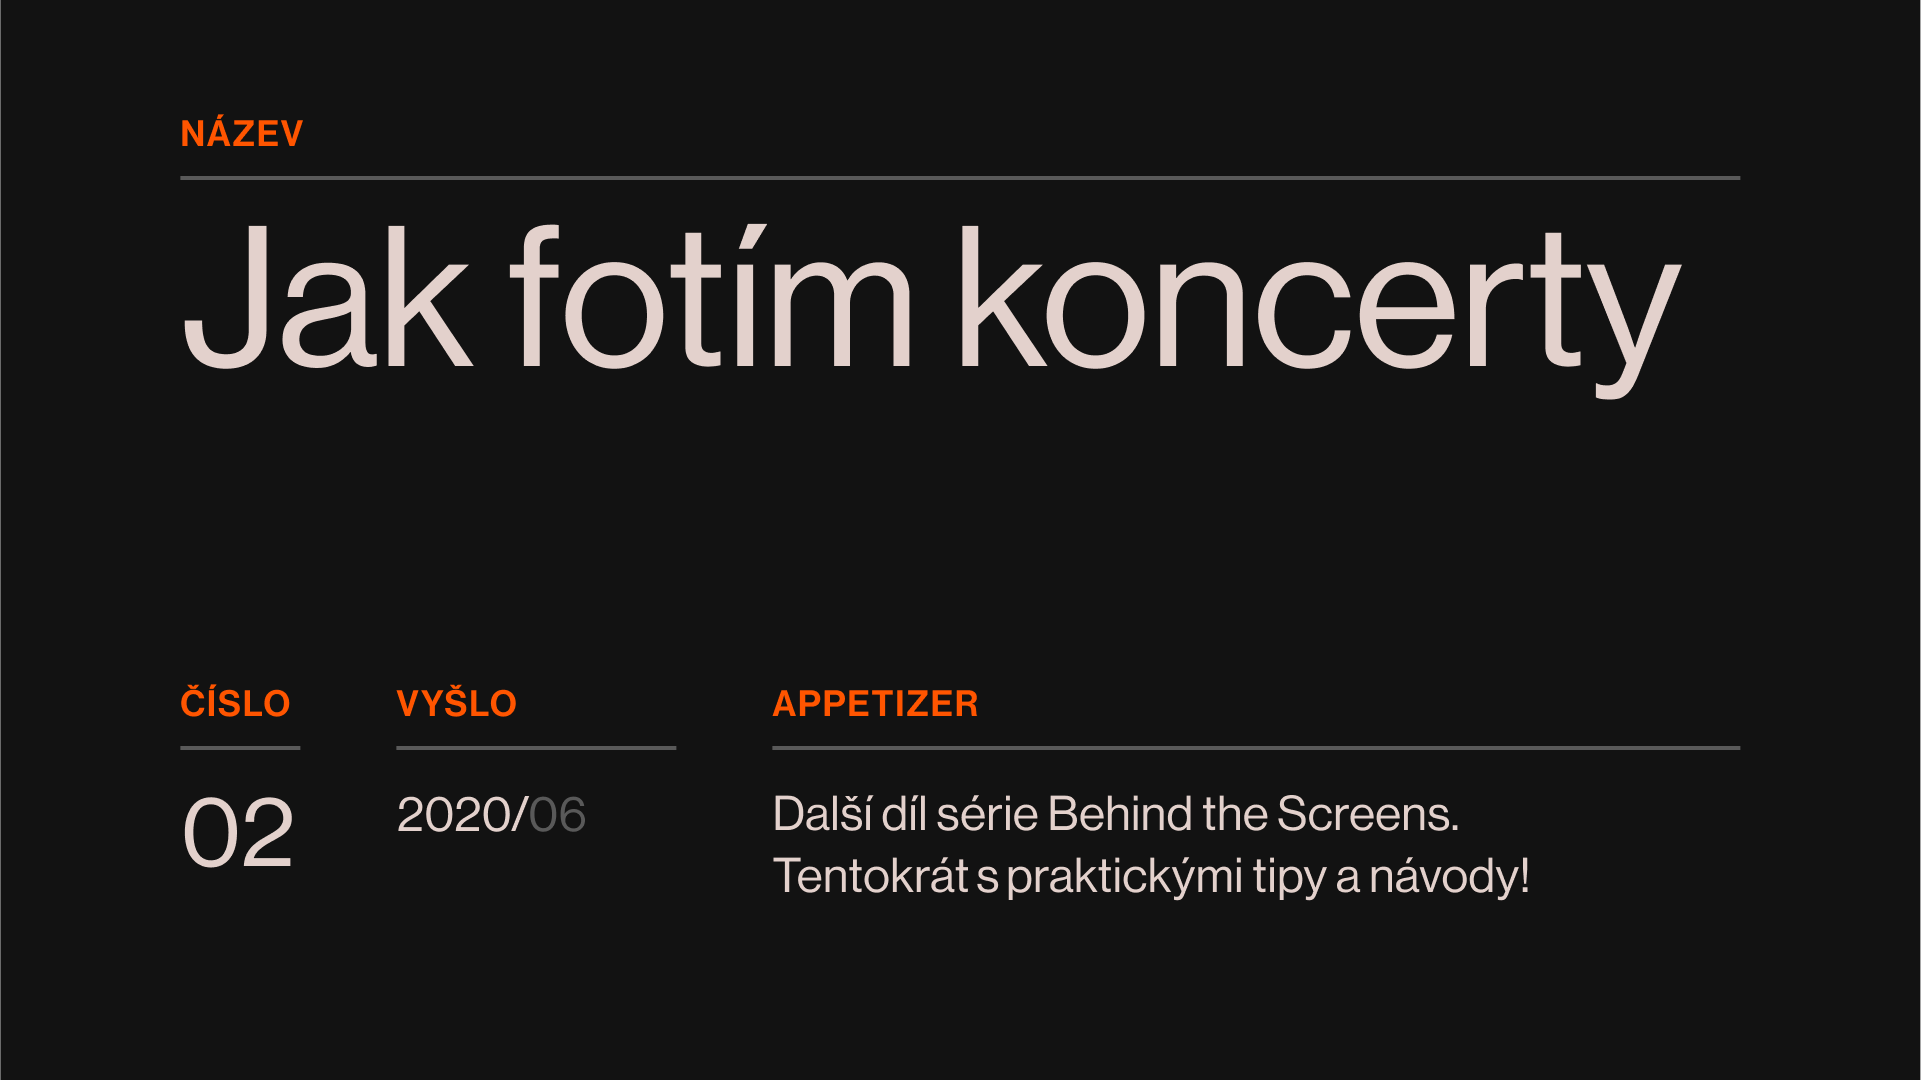 NÁZEV
Jak fotím koncerty
ČÍSLO
02
VYŠLO
2020/06
APPETIZER
Další díl série Behind the Screens.
Tentokrát s praktickými tipy a návody!